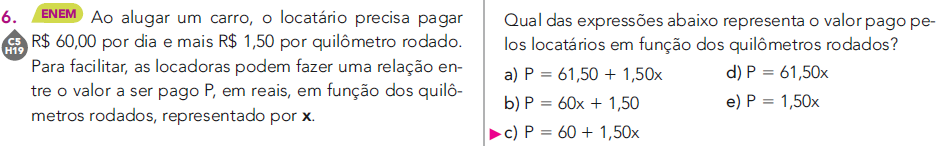 6. ENEM Ao alugar um carro, o locatário precisa pagar
C5
H19
R$ 60,00 por dia e mais R$ 1,50 por quilômetro rodado.
Para facilitar, as locadoras podem fazer uma relação en-
tre o valor a ser pago P, em reais, em função dos quilô-
metros rodados, representado por x.
Qual das expressões abaixo representa o valor pago pe-
los locatários em função dos quilômetros rodados?
a) P = 61,50 + 1,50x
b) P = 60x + 1,50
c) P = 60 + 1,50x
d) P = 61,50x
e) P = 1,50x